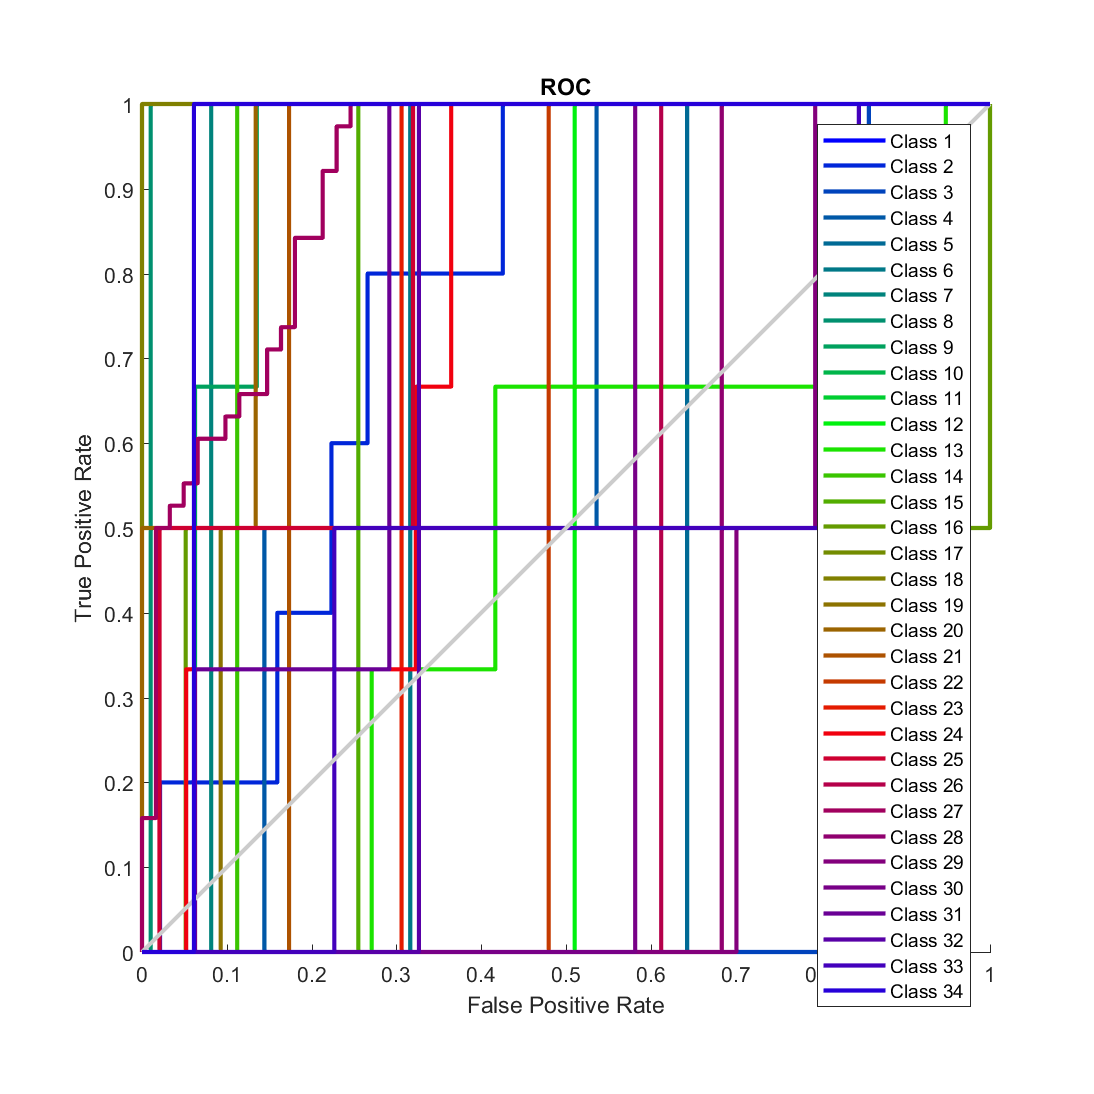 ROC
1
0.9
0.8
0.7
0.6
0.5
0.4
0.3
0.2
0.1
0
True Positive Rate
0 0.1 0.2 0.3 0.4 0.5 0.6 0.7 0 1
False Positive Rate
Class 1
Class 2
Class 3
Class 4
Class 5
Class 6
Class 7
Class 8
Class 9
Class 10
Class 11
Class 12
Class 13
Class 14
Class 15
Class 16
Class 17
Class 18
Class 19
Class 20
Class 21
Class 22
Class 23
Class 24
Class 25
Class 26
Class 27
Class 28
Class 29
Class 30
Class 31
Class 32
Class 33
Class 34